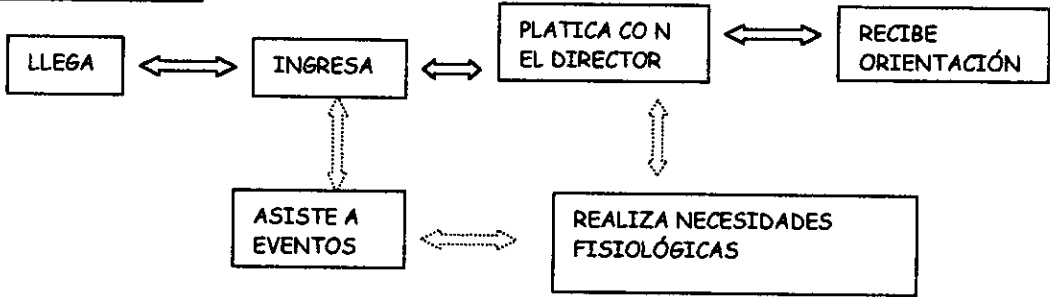 LLEGA
INGRESA
PLATICA CO N
EL DIRECTOR
RECIBE
ORIENTACIÓN
ASISTE A
EVENTOS
REALIZA NECESIDADES
FISIOLÓGICAS